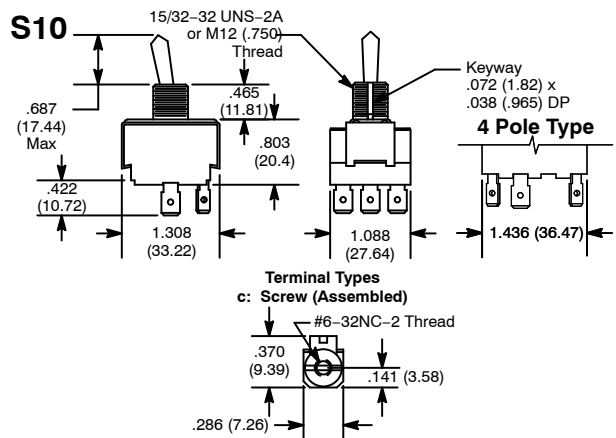 S10
15/32–32 UNS–2A
or M12 (.750)
Thread
.687
(17.44)
Max
.465
(11.81)
Keyway
.072 (1.82) x
.038 (.965) DP
4 Pole Type
.803
(20.4)
.422
(10.72)
1.308
(33.22)
1.088
(27.64)
1.436 (36.47)
Terminal Types
c: Screw (Assembled)
#6–32NC–2 Thread
.370
(9.39)
.141 (3.58)
.286 (7.26)